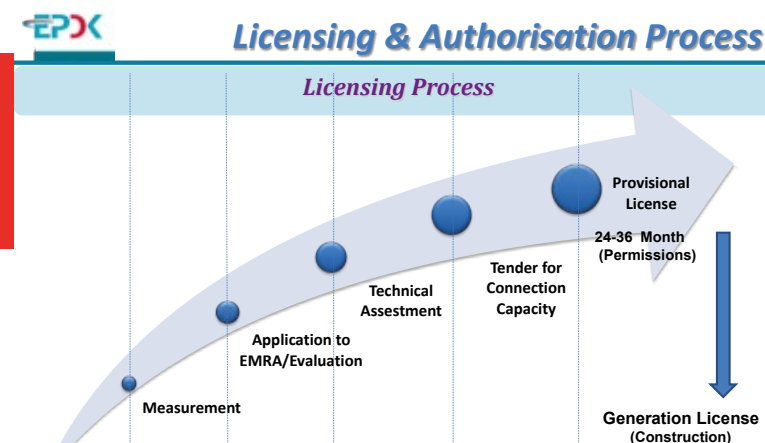 EPDK
Licensing & Authorisation Process
Licensing Process
Provisional
License
24-36 Month
(Permissions)
Tender for
Connection
Capacity
Technical
Assestment
Application to
EMRA/Evaluation
Measurement
Generation License
(Construction)